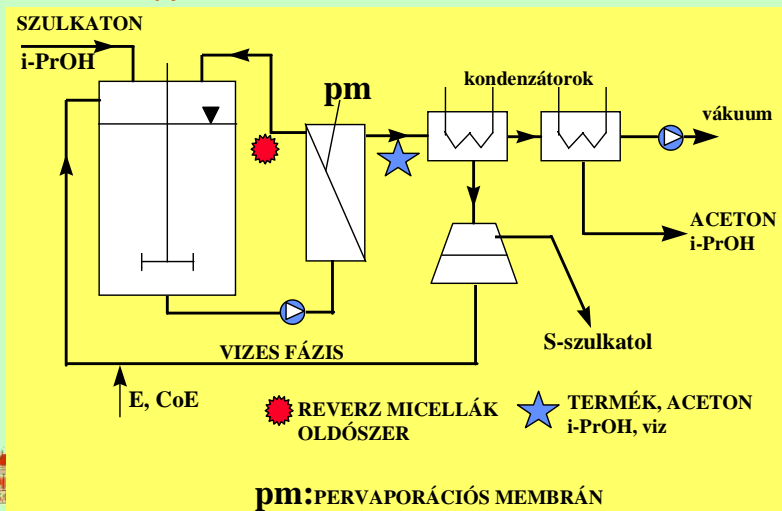 SZULKATON
i-PrOH
pm
kondenzátorok
vákuum
ACETON
i-PrOH
S-szulkatol
VIZES FÁZIS
E, CoE
REVERZ MICELLÁK
OLDÓSZER
TERMÉK, ACETON
i-PrOH, viz
pm:PERVAPORÁCIÓS MEMBRÁN